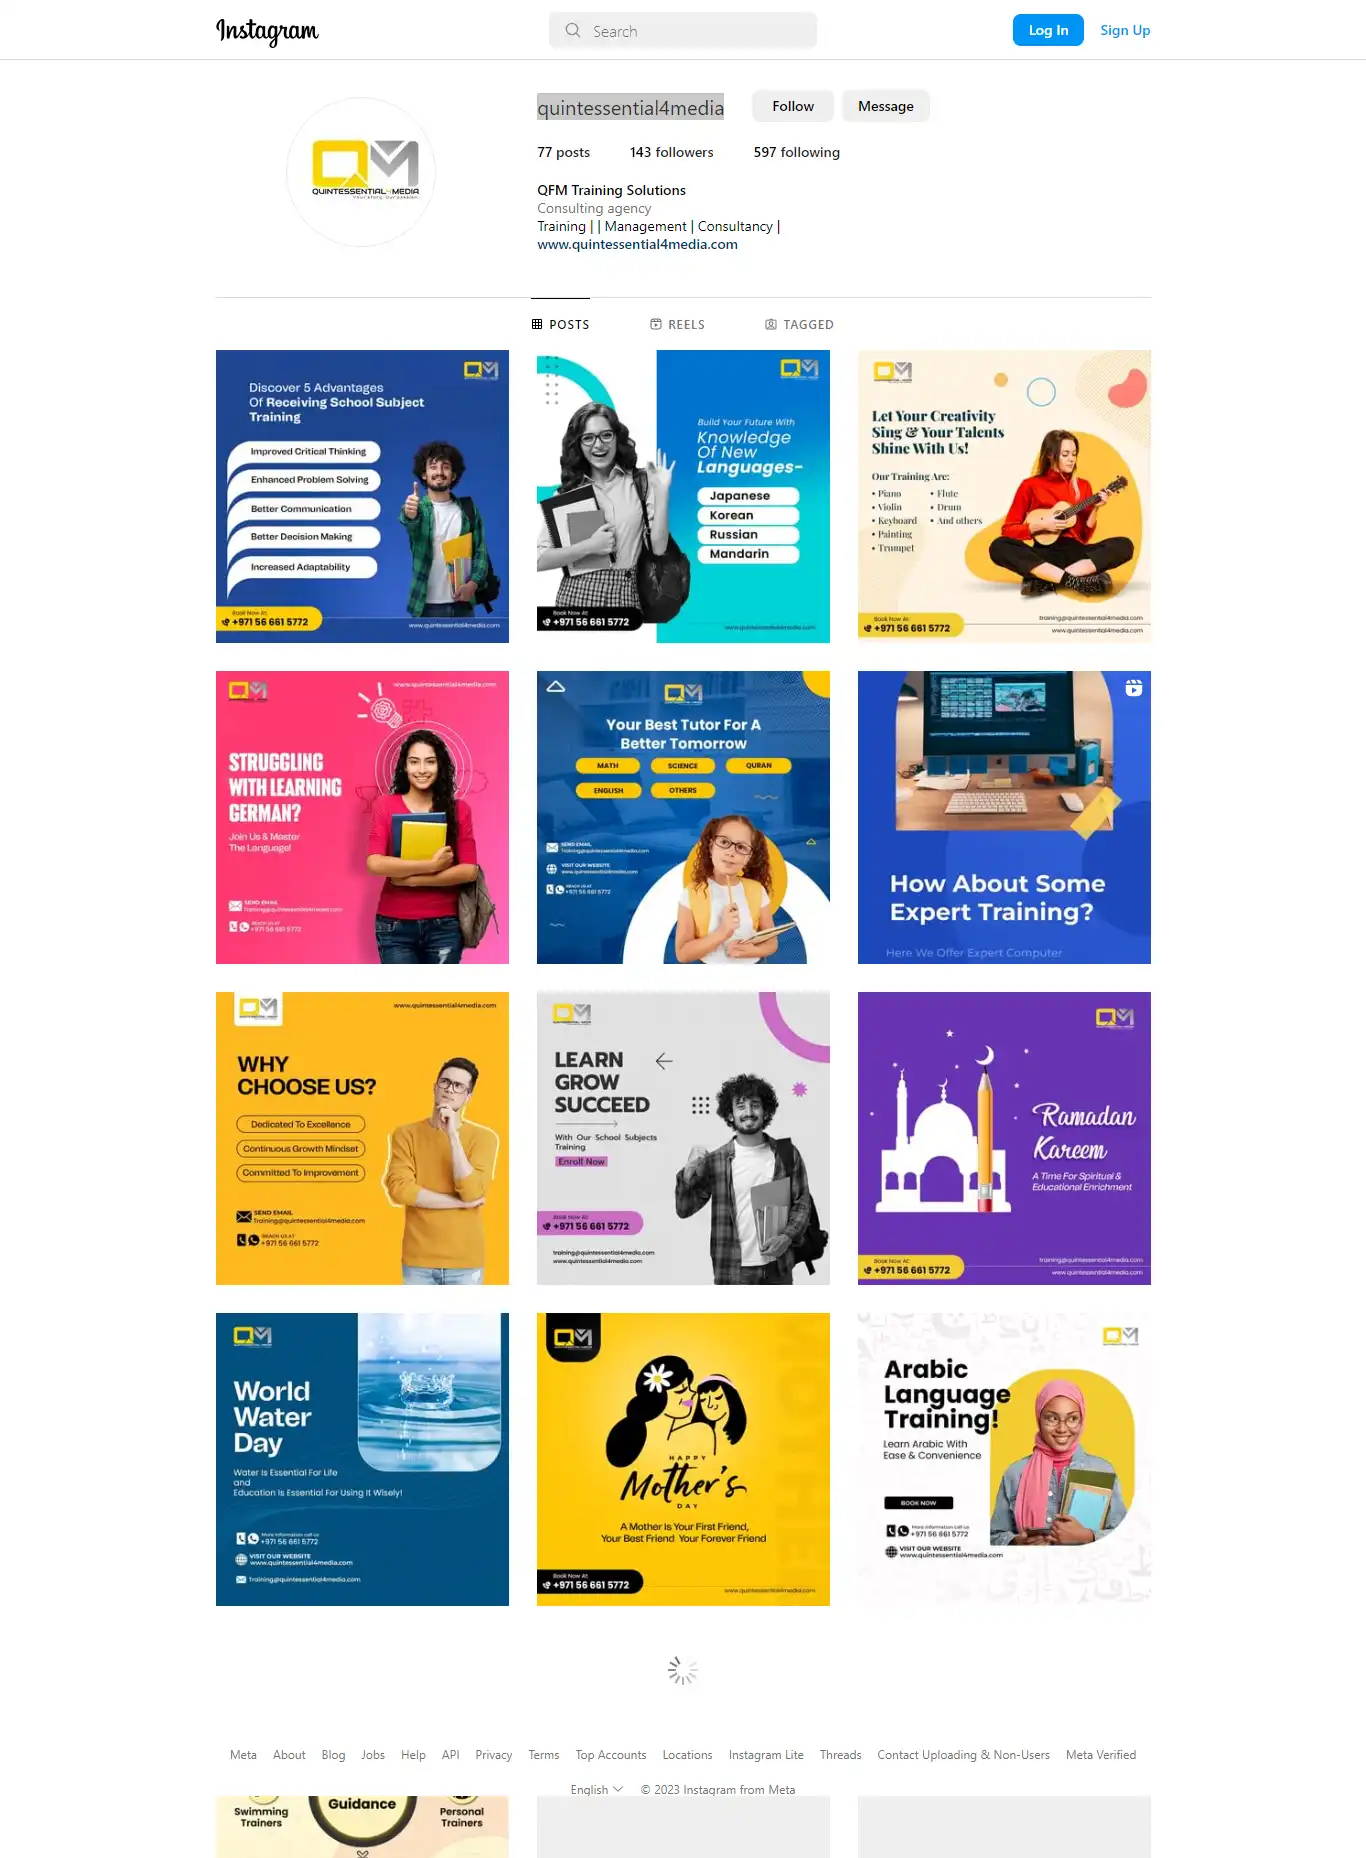 Instagram
Search
Log In
Sign Up
quintessential4media
Follow
Message
77 posts
143 followers
597 following
QFM Training Solutions
Consulting agency
Training | | Management | Consultancy |
www.quintessential4media.com
QM
QUINTESSENTIAL4MEDIA
POSTS
REELS
TAGGED
QM
Discover 5 Advantages
Of Receiving School Subject
Training
Improved Critical Thinking
Enhanced Problem Solving
Better Communication
Better Decision Making
Increased Adaptability
Book Now At:
+971 56 661 5772
www.quintessential4media.com
QM
Build Your Future With
Knowledge
Of New
Languages-
Japanese
Korean
Russian
Mandarin
Book Now At:
+971 56 661 5772
www.quintessential4media.com
QM
Let Your Creativity
Sing & Your Talents
Shine With Us!
Our Training Are:
• Piano
• Violin
• Keyboard
• Painting
• Trumpet
• Flute
• Drum
• And others
Book Now At:
+971 56 661 5772
training@quintessential4media.com
www.quintessential4media.com
QM
www.quintessential4media.com
STRUGGLING
WITH LEARNING
GERMAN?
Join Us & Master
The Language!
SEND EMAIL
Training@quintessential4media.com
REACH US AT
+971 56 661 5772
QM
Your Best Tutor For A
Better Tomorrow
MATH
SCIENCE
QURAN
ENGLISH
OTHERS
SEND EMAIL
Training@quintessential4media.com
VISIT OUR WEBSITE
www.quintessential4media.com
REACH US AT
+971 56 661 5772
How About Some
Expert Training?
Here We Offer Expert Computer
QM
www.quintessential4media.com
WHY
CHOOSE US?
Dedicated To Excellence
Continuous Growth Mindset
Committed To Improvement
SEND EMAIL
Training@quintessential4media.com
REACH US AT
+971 56 661 5772
QM
LEARN
GROW
SUCCEED
With Our School Subjects
Training
Enroll Now
Book Now At:
+971 56 661 5772
training@quintessential4media.com
www.quintessential4media.com
QM
Ramadan
Kareem
A Time For Spiritual &
Educational Enrichment
Book Now At:
+971 56 661 5772
training@quintessential4media.com
www.quintessential4media.com
QM
World
Water
Day
Water Is Essential For Life
and
Education Is Essential For Using It Wisely!
More information call us
+971 56 661 5772
VISIT OUR WEBSITE
www.quintessential4media.com
training@quintessential4media.com
QM
HAPPY
Mother's
DAY
A Mother Is Your First Friend,
Your Best Friend Your Forever Friend
Book Now At:
+971 56 661 5772
www.quintessential4media.com
QM
Arabic
Language
Training!
Learn Arabic With
Ease & Convenience
BOOK NOW
More information call us
+971 56 661 5772
VISIT OUR WEBSITE
www.quintessential4media.com
Meta
About
Blog
Jobs
Help
API
Privacy
Terms
Top Accounts
Locations
Instagram Lite
Threads
Contact Uploading & Non-Users
Meta Verified
English
© 2023 Instagram from Meta
Swimming
Trainers
Guidance
Personal
Trainers